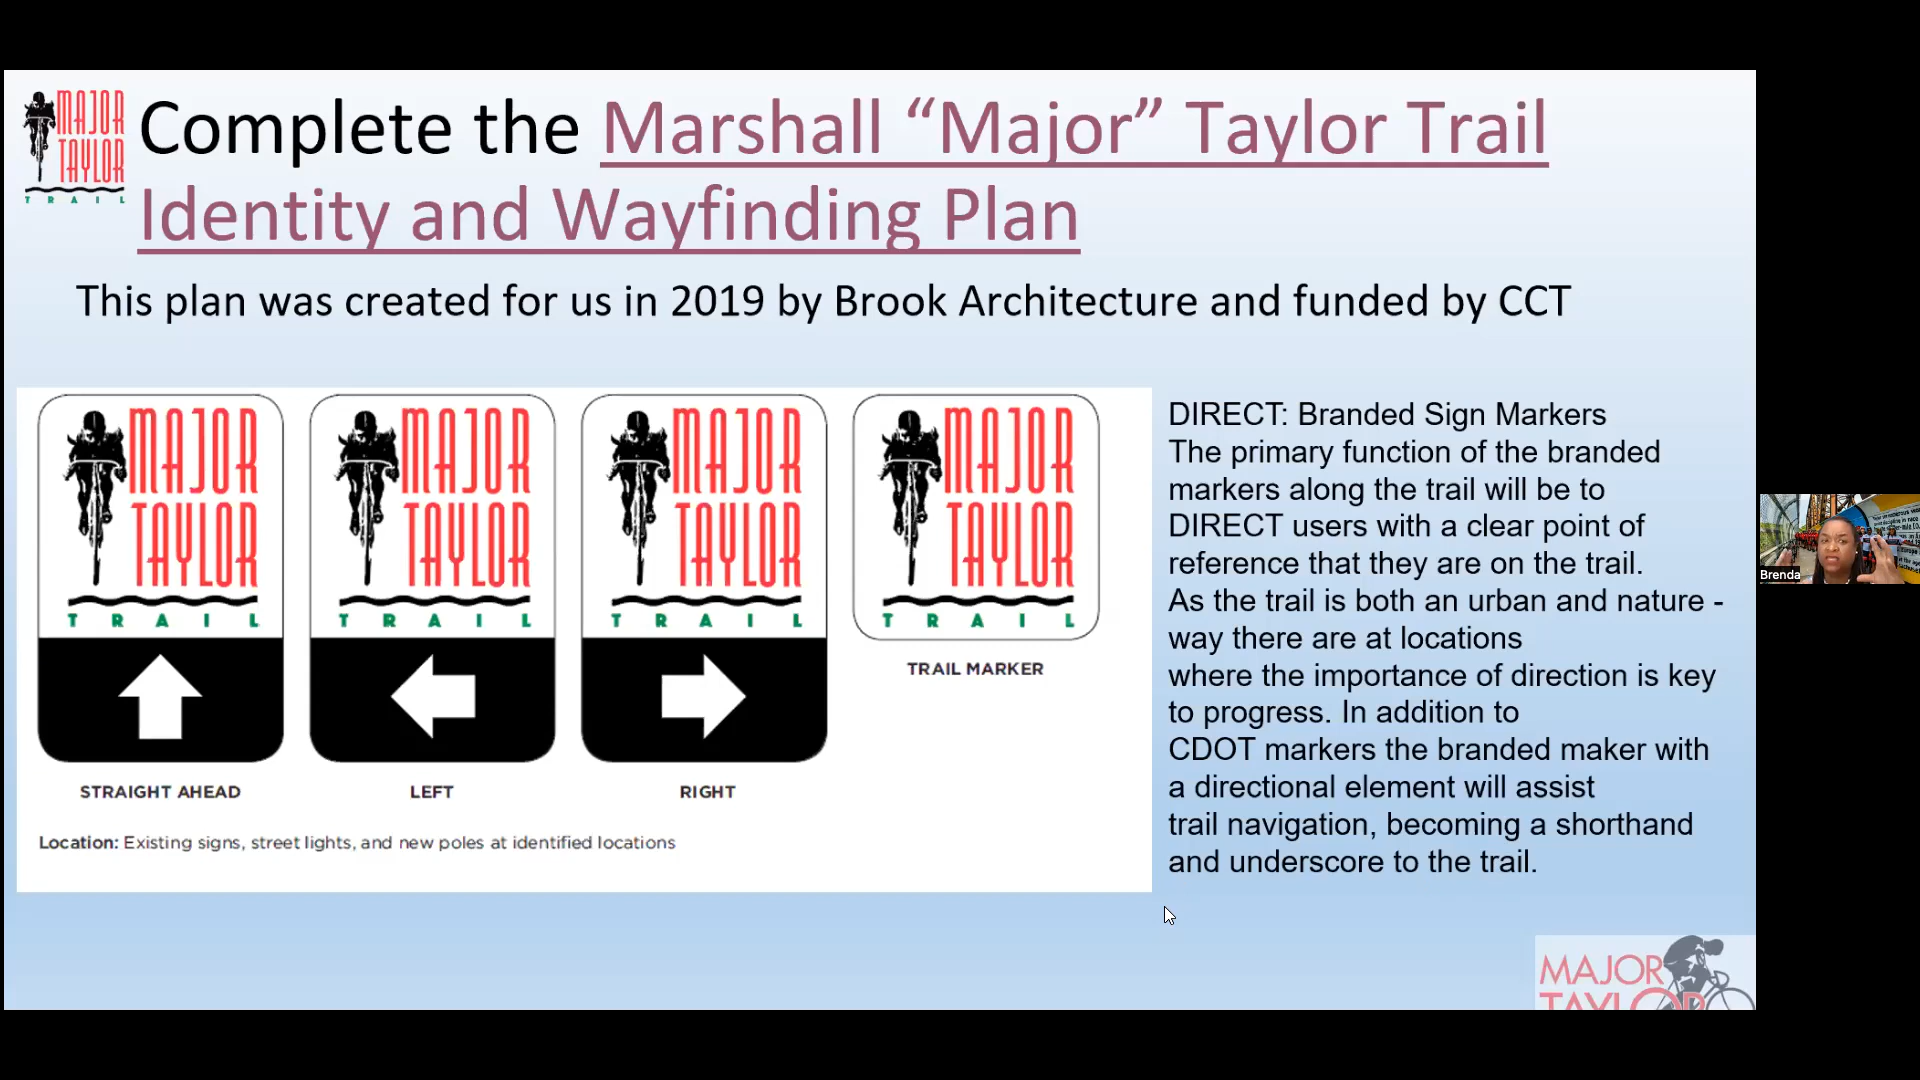 MAJOR
TAYLOR
TRAIL
Complete the Marshall “Major” Taylor Trail
Identity and Wayfinding Plan
This plan was created for us in 2019 by Brook Architecture and funded by CCT
MAJOR
TAYLOR
TRAIL
STRAIGHT AHEAD
MAJOR
TAYLOR
TRAIL
LEFT
MAJOR
TAYLOR
TRAIL
RIGHT
MAJOR
TAYLOR
TRAIL
TRAIL MARKER
Location: Existing signs, street lights, and new poles at identified locations
DIRECT: Branded Sign Markers
The primary function of the branded
markers along the trail will be to
DIRECT users with a clear point of
reference that they are on the trail.
As the trail is both an urban and nature -
way there are at locations
where the importance of direction is key
to progress. In addition to
CDOT markers the branded maker with
a directional element will assist
trail navigation, becoming a shorthand
and underscore to the trail.
MAJOR
TAYLOR
Brenda